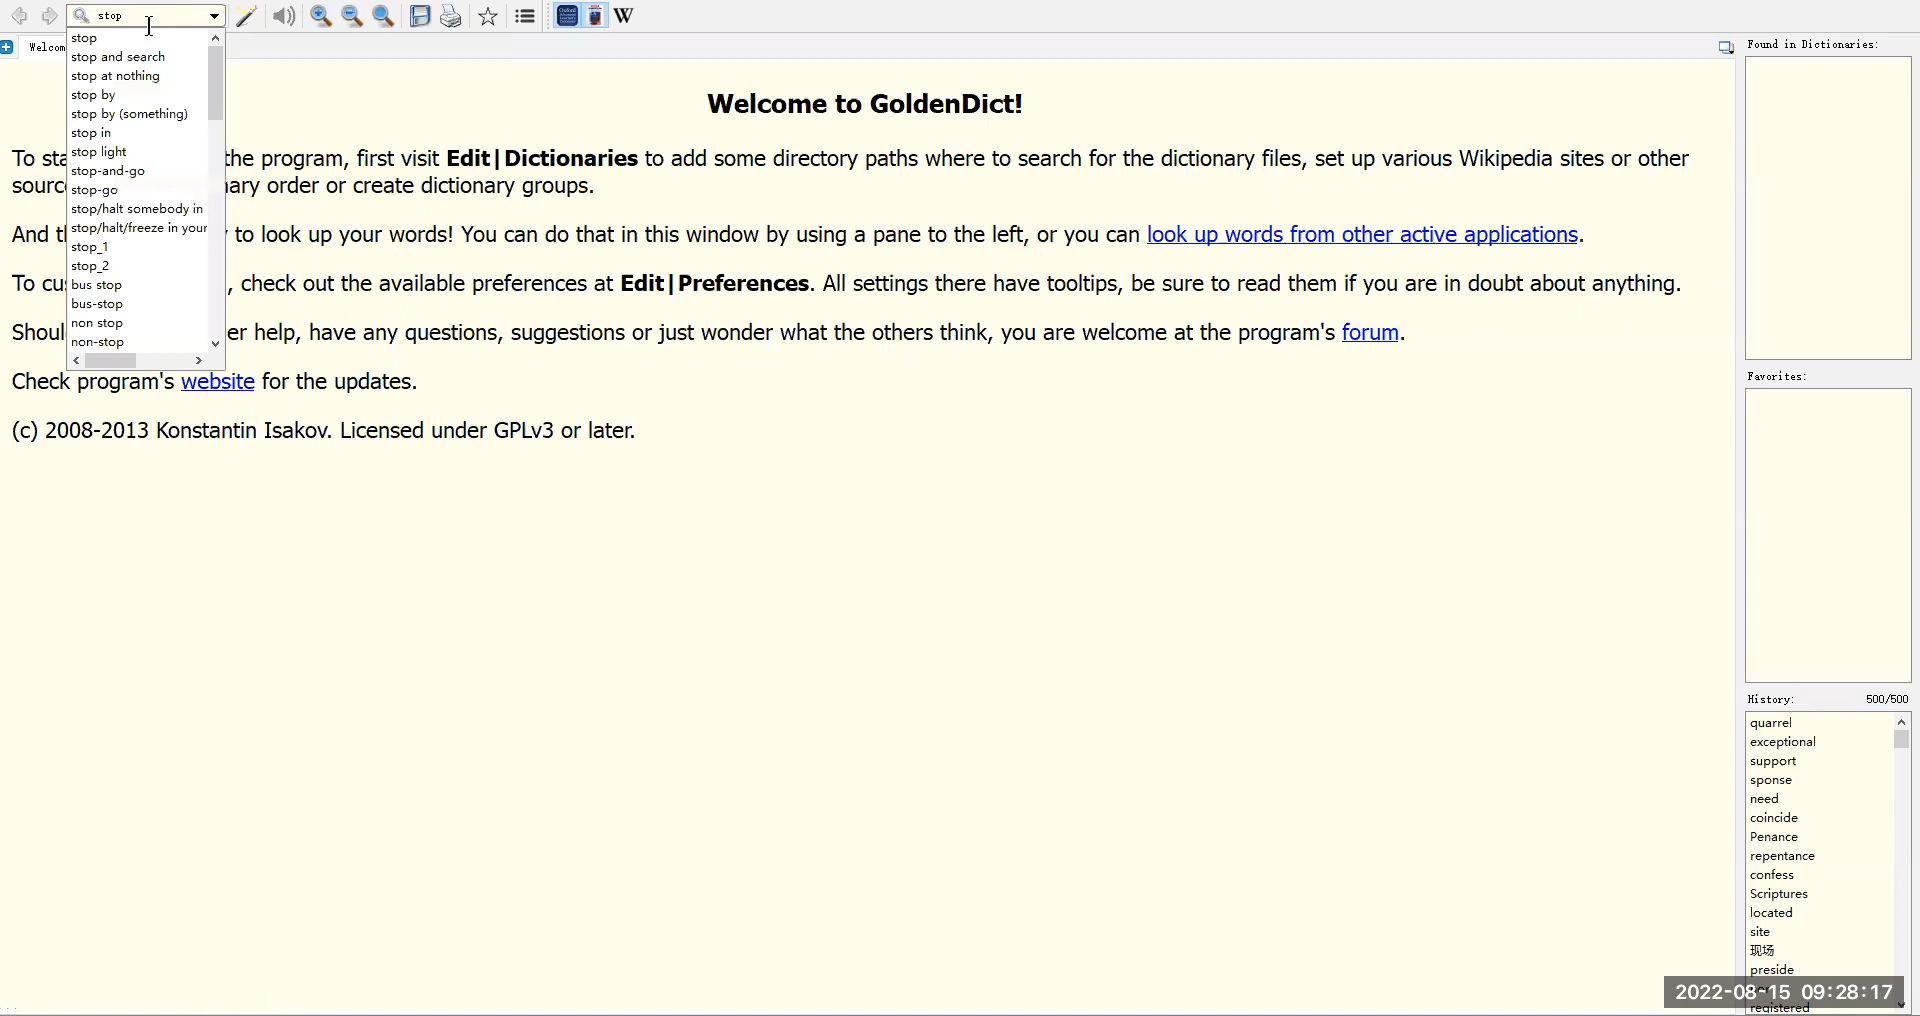 stop
Welcom
stop
stop and search
stop at nothing
stop by
stop by (something)
stop in
stop light
stop-and-go
stop-go
stop/halt somebody in
stop/halt/freeze in your
stop_1
stop_2
bus stop
bus-stop
non stop
non-stop
Welcome to GoldenDict!
To sta the program, first visit Edit|Dictionaries to add some directory paths where to search for the dictionary files, set up various Wikipedia sites or other
sourc ary order or create dictionary groups.
And th to look up your words! You can do that in this window by using a pane to the left, or you can look up words from other active applications.
To cus , check out the available preferences at Edit|Preferences. All settings there have tooltips, be sure to read them if you are in doubt about anything.
Shoul er help, have any questions, suggestions or just wonder what the others think, you are welcome at the program's forum.
Check program's website for the updates.
(c) 2008-2013 Konstantin Isakov. Licensed under GPLv3 or later.
Found in Dictionaries:
Favorites:
History: 500/500
quarrel
exceptional
support
sponse
need
coincide
Penance
repentance
confess
Scriptures
located
site
现场
preside
registered
2022-08-15 09:28:17